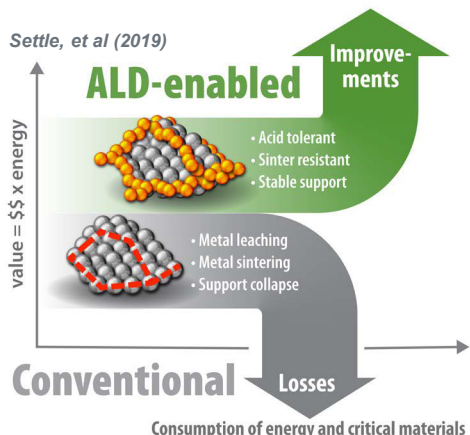 Settle, et al (2019)
Improve-
ments
ALD-enabled
• Acid tolerant
• Sinter resistant
• Stable support
value = $$ x energy
• Metal leaching
• Metal sintering
• Support collapse
Conventional
Losses
Consumption of energy and critical materials